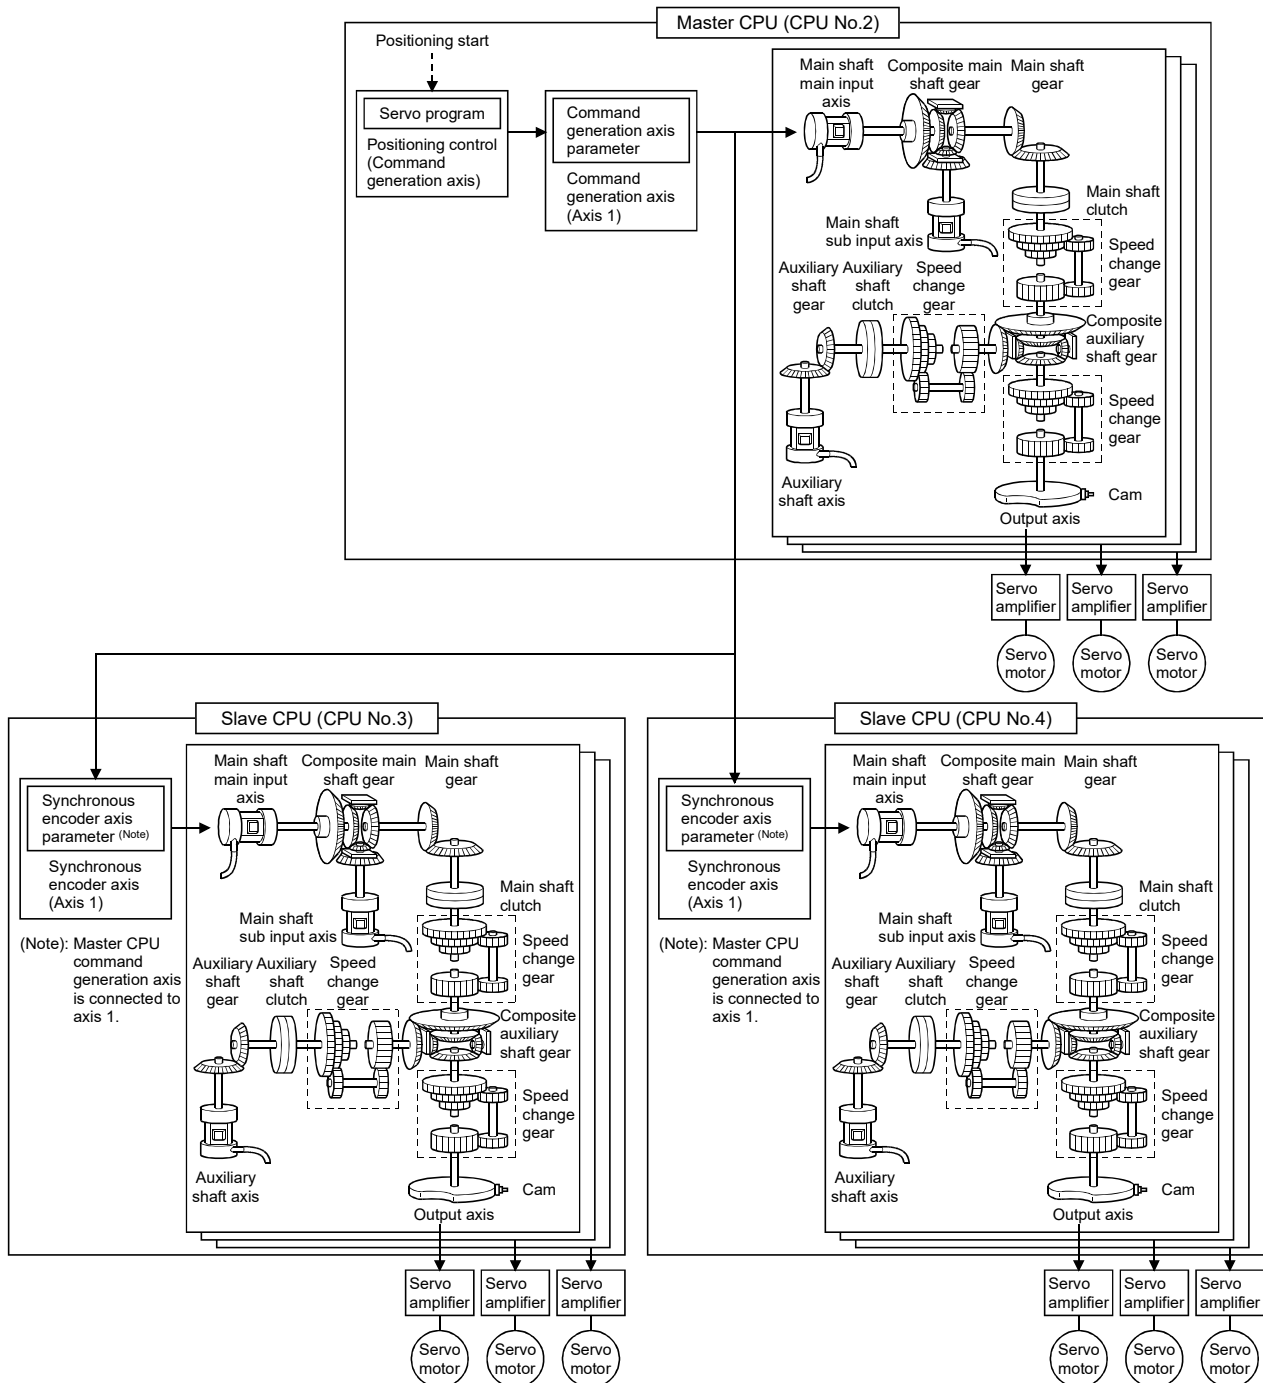 Master CPU (CPU No.2)
Positioning start
Servo program
Positioning control
(Command
generation axis)
Command
generation axis
parameter
Command
generation axis
(Axis 1)
Main shaft
main input
axis
Composite main
shaft gear
Main shaft
gear
Main shaft
clutch
Main shaft
sub input axis
Speed
change
gear
Auxiliary
shaft
gear
Auxiliary
shaft
clutch
Speed
change
gear
Composite
auxiliary
shaft gear
Speed
change
gear
Auxiliary
shaft axis
Cam
Output axis
Servo
amplifier
Servo
amplifier
Servo
amplifier
Servo
motor
Servo
motor
Servo
motor
Slave CPU (CPU No.3)
Synchronous
encoder axis
parameter (Note)
Synchronous
encoder axis
(Axis 1)
(Note): Master CPU
command
generation axis
is connected to
axis 1.
Main shaft
main input
axis
Composite main
shaft gear
Main shaft
gear
Main shaft
clutch
Main shaft
sub input axis
Speed
change
gear
Auxiliary
shaft
gear
Auxiliary
shaft
clutch
Speed
change
gear
Composite
auxiliary
shaft gear
Speed
change
gear
Auxiliary
shaft axis
Cam
Output axis
Servo
amplifier
Servo
amplifier
Servo
amplifier
Servo
motor
Servo
motor
Servo
motor
Slave CPU (CPU No.4)
Synchronous
encoder axis
parameter (Note)
Synchronous
encoder axis
(Axis 1)
(Note): Master CPU
command
generation axis
is connected to
axis 1.
Main shaft
main input
axis
Composite main
shaft gear
Main shaft
gear
Main shaft
clutch
Main shaft
sub input axis
Speed
change
gear
Auxiliary
shaft
gear
Auxiliary
shaft
clutch
Speed
change
gear
Composite
auxiliary
shaft gear
Speed
change
gear
Auxiliary
shaft axis
Cam
Output axis
Servo
amplifier
Servo
amplifier
Servo
amplifier
Servo
motor
Servo
motor
Servo
motor